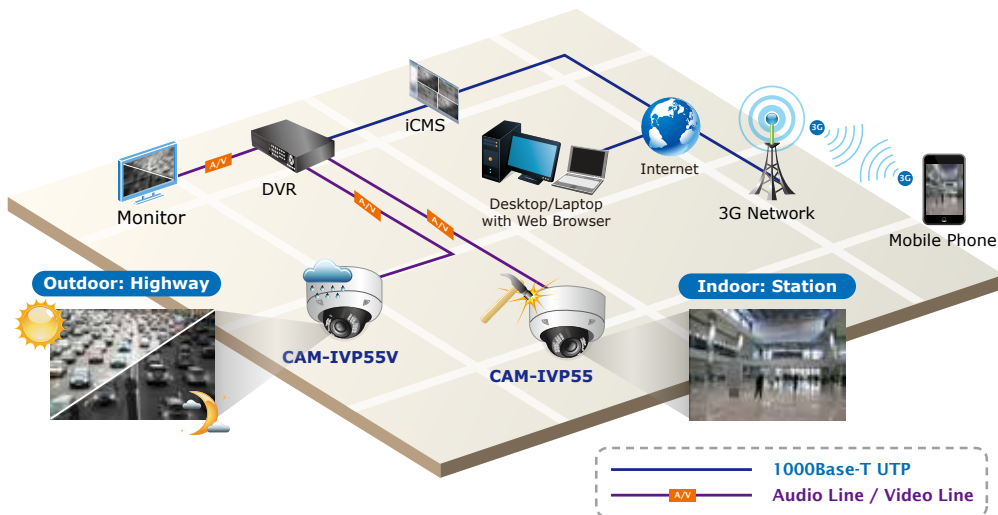 iCMS
A/V
DVR
Monitor
Internet
3G
3G
Desktop/Laptop
with Web Browser
3G Network
Mobile Phone
A/V
A/V
Outdoor: Highway
Indoor: Station
CAM-IVP55V
CAM-IVP55
1000Base-T UTP
A/V
Audio Line / Video Line